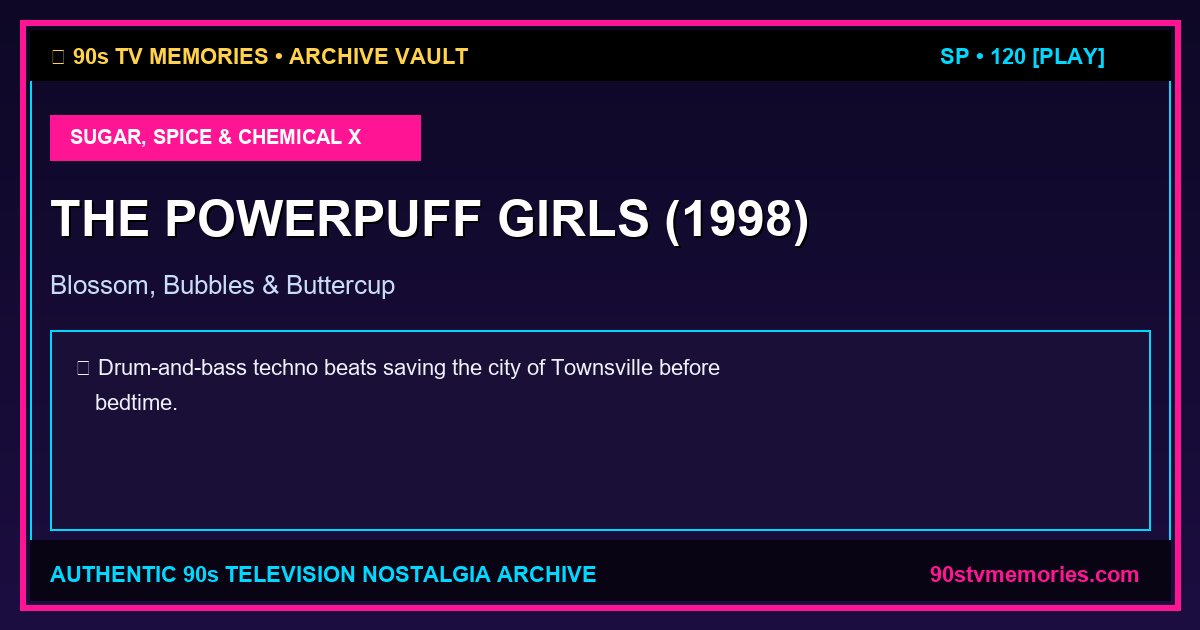 90s TV MEMORIES • ARCHIVE VAULT
SP • 120 [PLAY]
SUGAR, SPICE & CHEMICAL X
THE POWERPUFF GIRLS (1998)
Blossom, Bubbles & Buttercup
Drum-and-bass techno beats saving the city of Townsville before
bedtime.
AUTHENTIC 90s TELEVISION NOSTALGIA ARCHIVE
90stvmemories.com